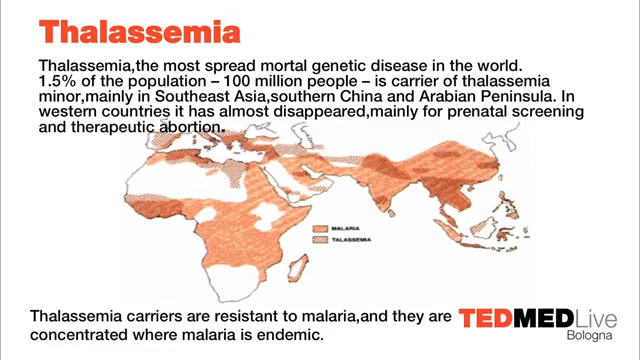 Thalassemia
Thalassemia,the most spread mortal genetic disease in the world.
1.5% of the population – 100 million people – is carrier of thalassemia
minor,mainly in Southeast Asia,southern China and Arabian Peninsula. In
western countries it has almost disappeared,mainly for prenatal screening
and therapeutic abortion.
MALARIA
TALASSEMIA
Thalassemia carriers are resistant to malaria,and they are
concentrated where malaria is endemic.
TEDMEDLive
Bologna